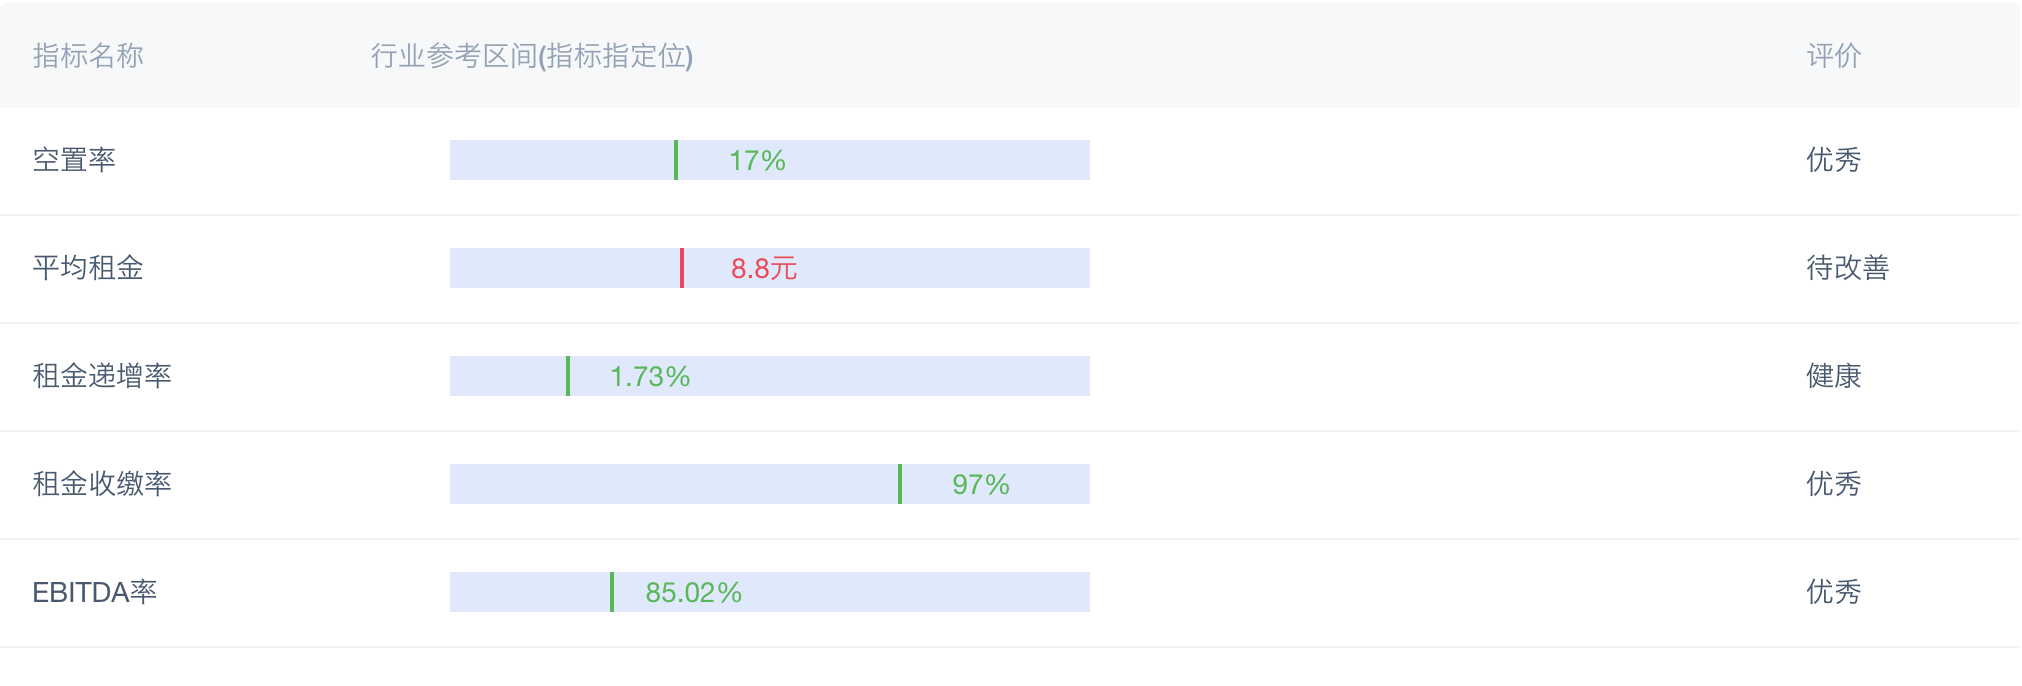 指标名称 行业参考区间(指标指定位) 评价
空置率 17% 优秀
平均租金 8.8元 待改善
租金递增率 1.73% 健康
租金收缴率 97% 优秀
EBITDA率 85.02% 优秀